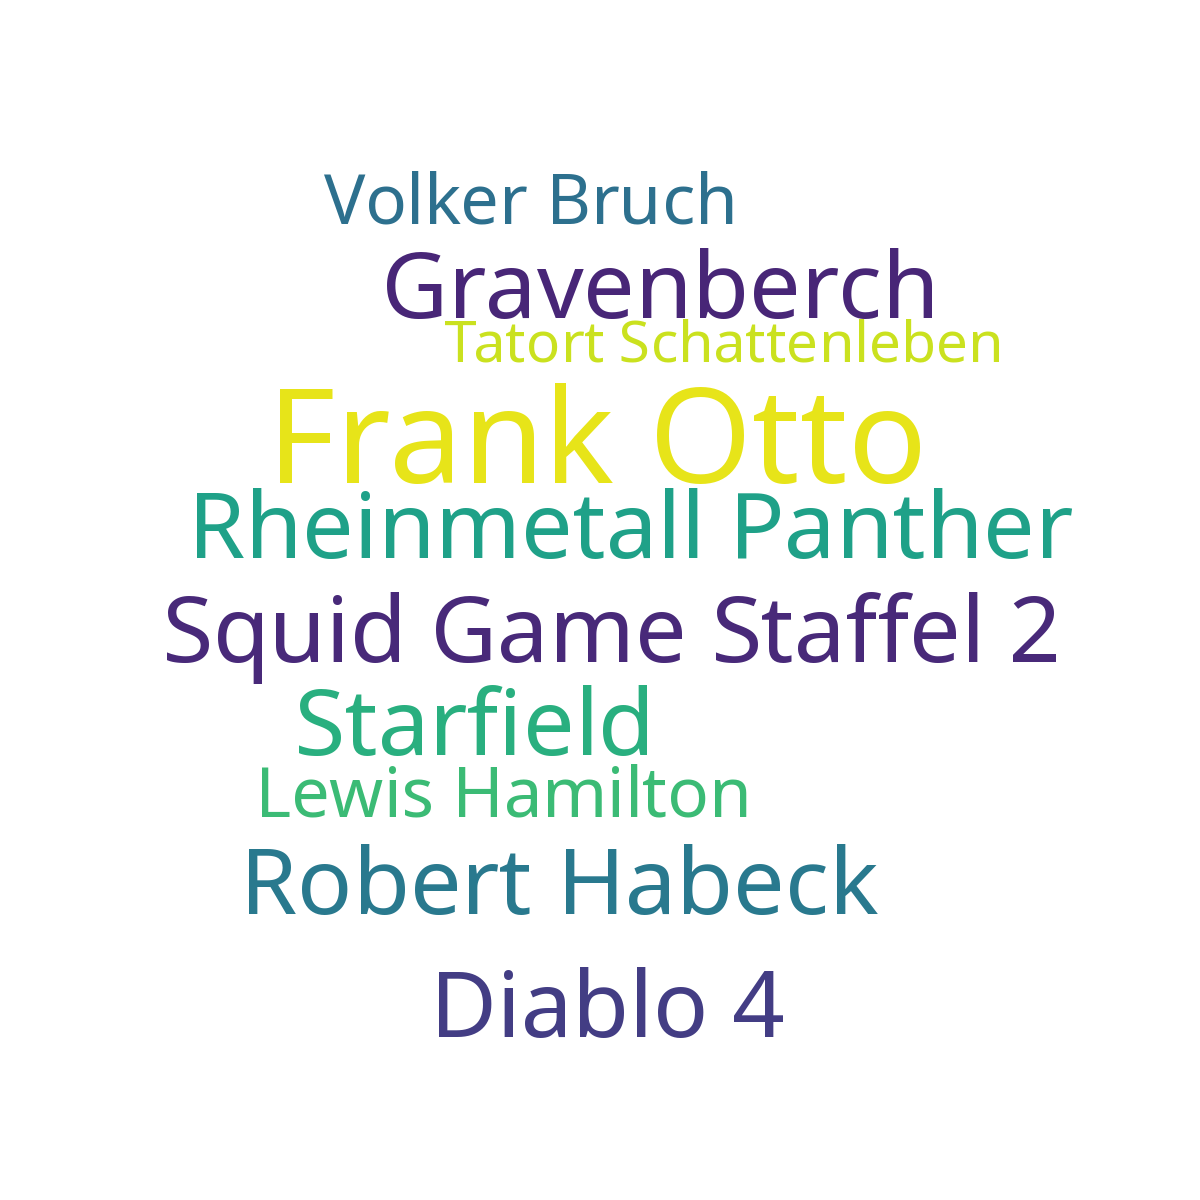 Volker Bruch
Gravenberch
Tatort Schattenleben
Frank Otto
Rheinmetall Panther
Squid Game Staffel 2
Starfield
Lewis Hamilton
Robert Habeck
Diablo 4